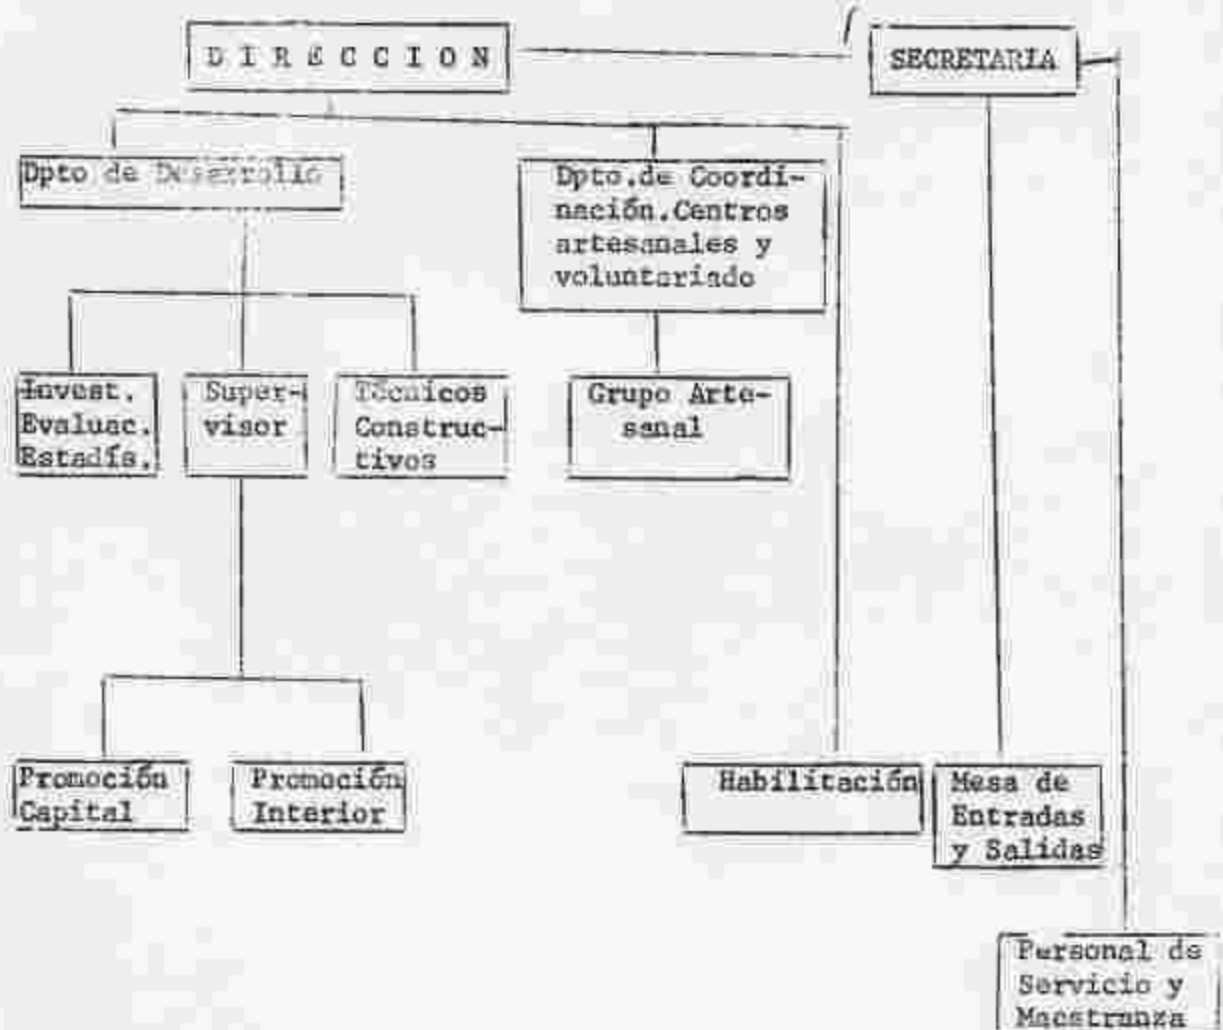 DIRECCION
SECRETARIA
Dpto de Desarrollo
Dpto.de Coordi-
nación.Centros
artesanales y
voluntariado
Invest.
Evaluac.
Estadís.
Super-
visor
Técnicos
Construc-
tivos
Grupo Arte-
sanal
Promoción
Capital
Promoción
Interior
Habilitación
Mesa de
Entradas
y Salidas
Personal de
Servicio y
Maestranza